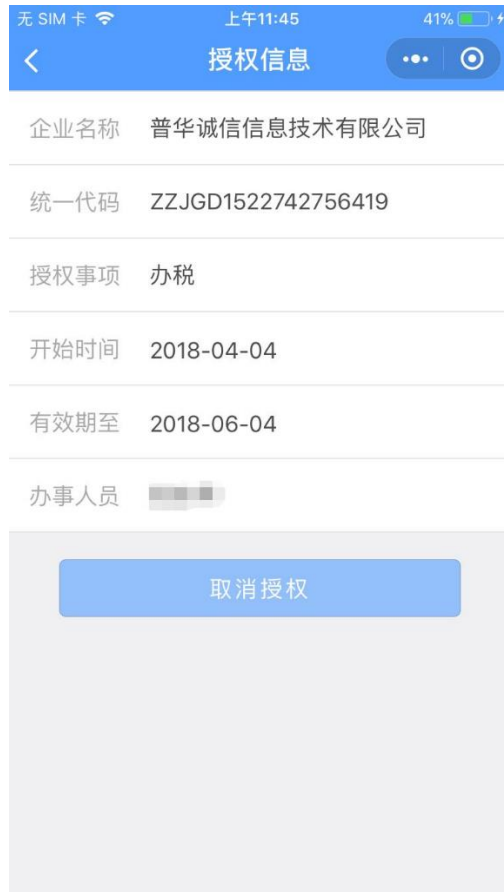 无 SIM 卡 上午11:45 41%
授权信息
企业名称 普华诚信信息技术有限公司
统一代码 ZZJGD1522742756419
授权事项 办税
开始时间 2018-04-04
有效期至 2018-06-04
办事人员
取消授权